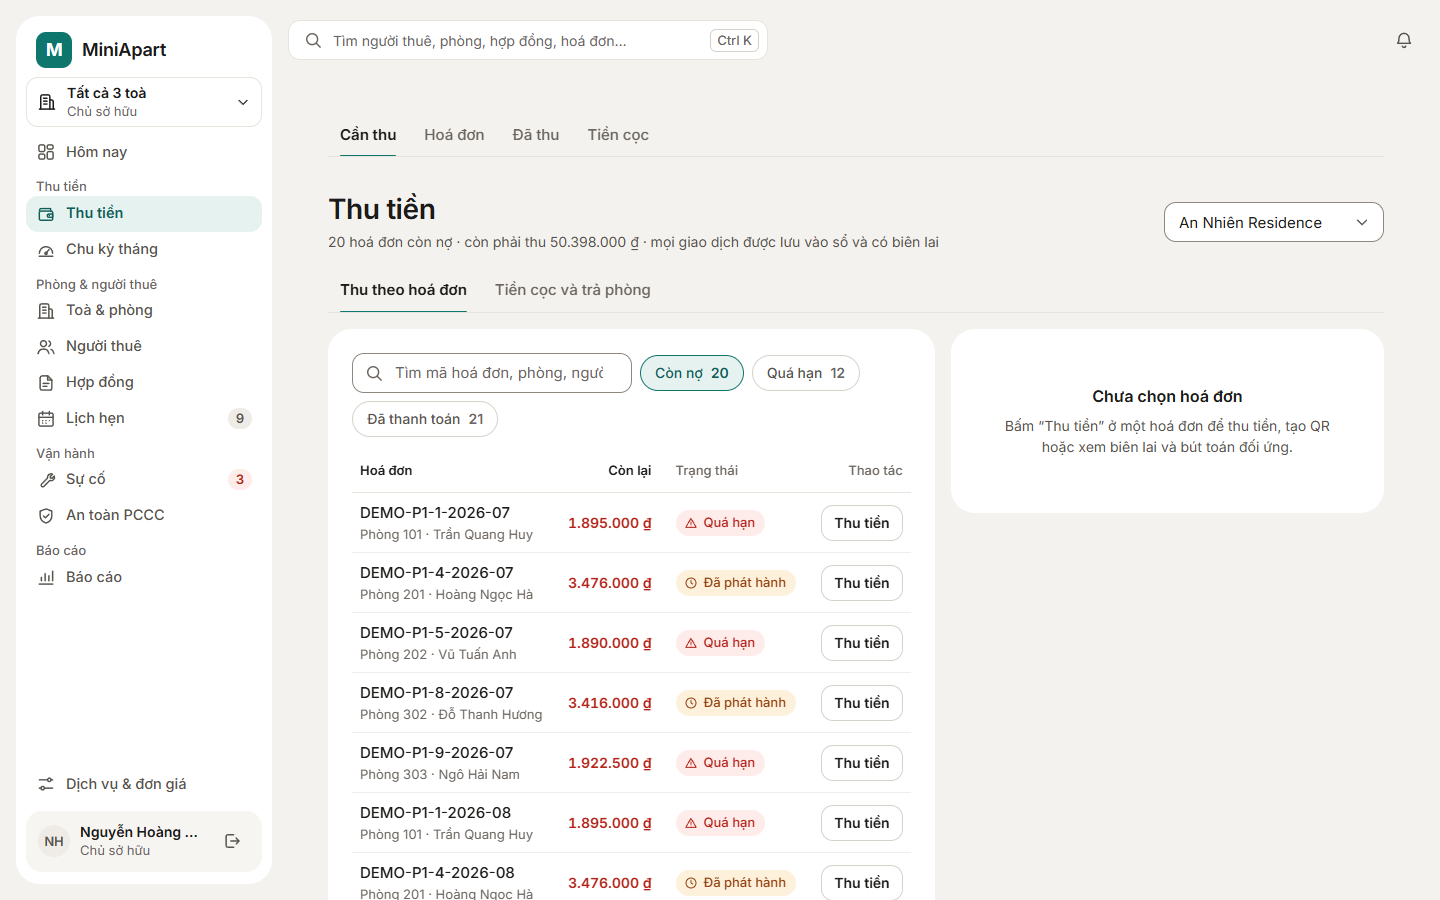 M MiniApart
Tất cả 3 toà
Chủ sở hữu
Hôm nay
Thu tiền
Thu tiền
Chu kỳ tháng
Phòng & người thuê
Toà & phòng
Người thuê
Hợp đồng
Lịch hẹn 9
Vận hành
Sự cố 3
An toàn PCCC
Báo cáo
Báo cáo
Dịch vụ & đơn giá
NH
Nguyễn Hoàng ...
Chủ sở hữu
Tìm người thuê, phòng, hợp đồng, hoá đơn... Ctrl K
Cần thu Hoá đơn Đã thu Tiền cọc
Thu tiền
20 hoá đơn còn nợ · còn phải thu 50.398.000 ₫ · mọi giao dịch được lưu vào sổ và có biên lai
An Nhiên Residence
Thu theo hoá đơn Tiền cọc và trả phòng
Tìm mã hoá đơn, phòng, ngườ Còn nợ 20 Quá hạn 12
Đã thanh toán 21
Hoá đơn Còn lại Trạng thái Thao tác
DEMO-P1-1-2026-07
Phòng 101 · Trần Quang Huy
1.895.000 ₫ Quá hạn Thu tiền
DEMO-P1-4-2026-07
Phòng 201 · Hoàng Ngọc Hà
3.476.000 ₫ Đã phát hành Thu tiền
DEMO-P1-5-2026-07
Phòng 202 · Vũ Tuấn Anh
1.890.000 ₫ Quá hạn Thu tiền
DEMO-P1-8-2026-07
Phòng 302 · Đỗ Thanh Hương
3.416.000 ₫ Đã phát hành Thu tiền
DEMO-P1-9-2026-07
Phòng 303 · Ngô Hải Nam
1.922.500 ₫ Quá hạn Thu tiền
DEMO-P1-1-2026-08
Phòng 101 · Trần Quang Huy
1.895.000 ₫ Quá hạn Thu tiền
DEMO-P1-4-2026-08
Phòng 201 · Hoàng Ngọc Hà
3.476.000 ₫ Đã phát hành Thu tiền
Chưa chọn hoá đơn
Bấm “Thu tiền” ở một hoá đơn để thu tiền, tạo QR
hoặc xem biên lai và bút toán đối ứng.